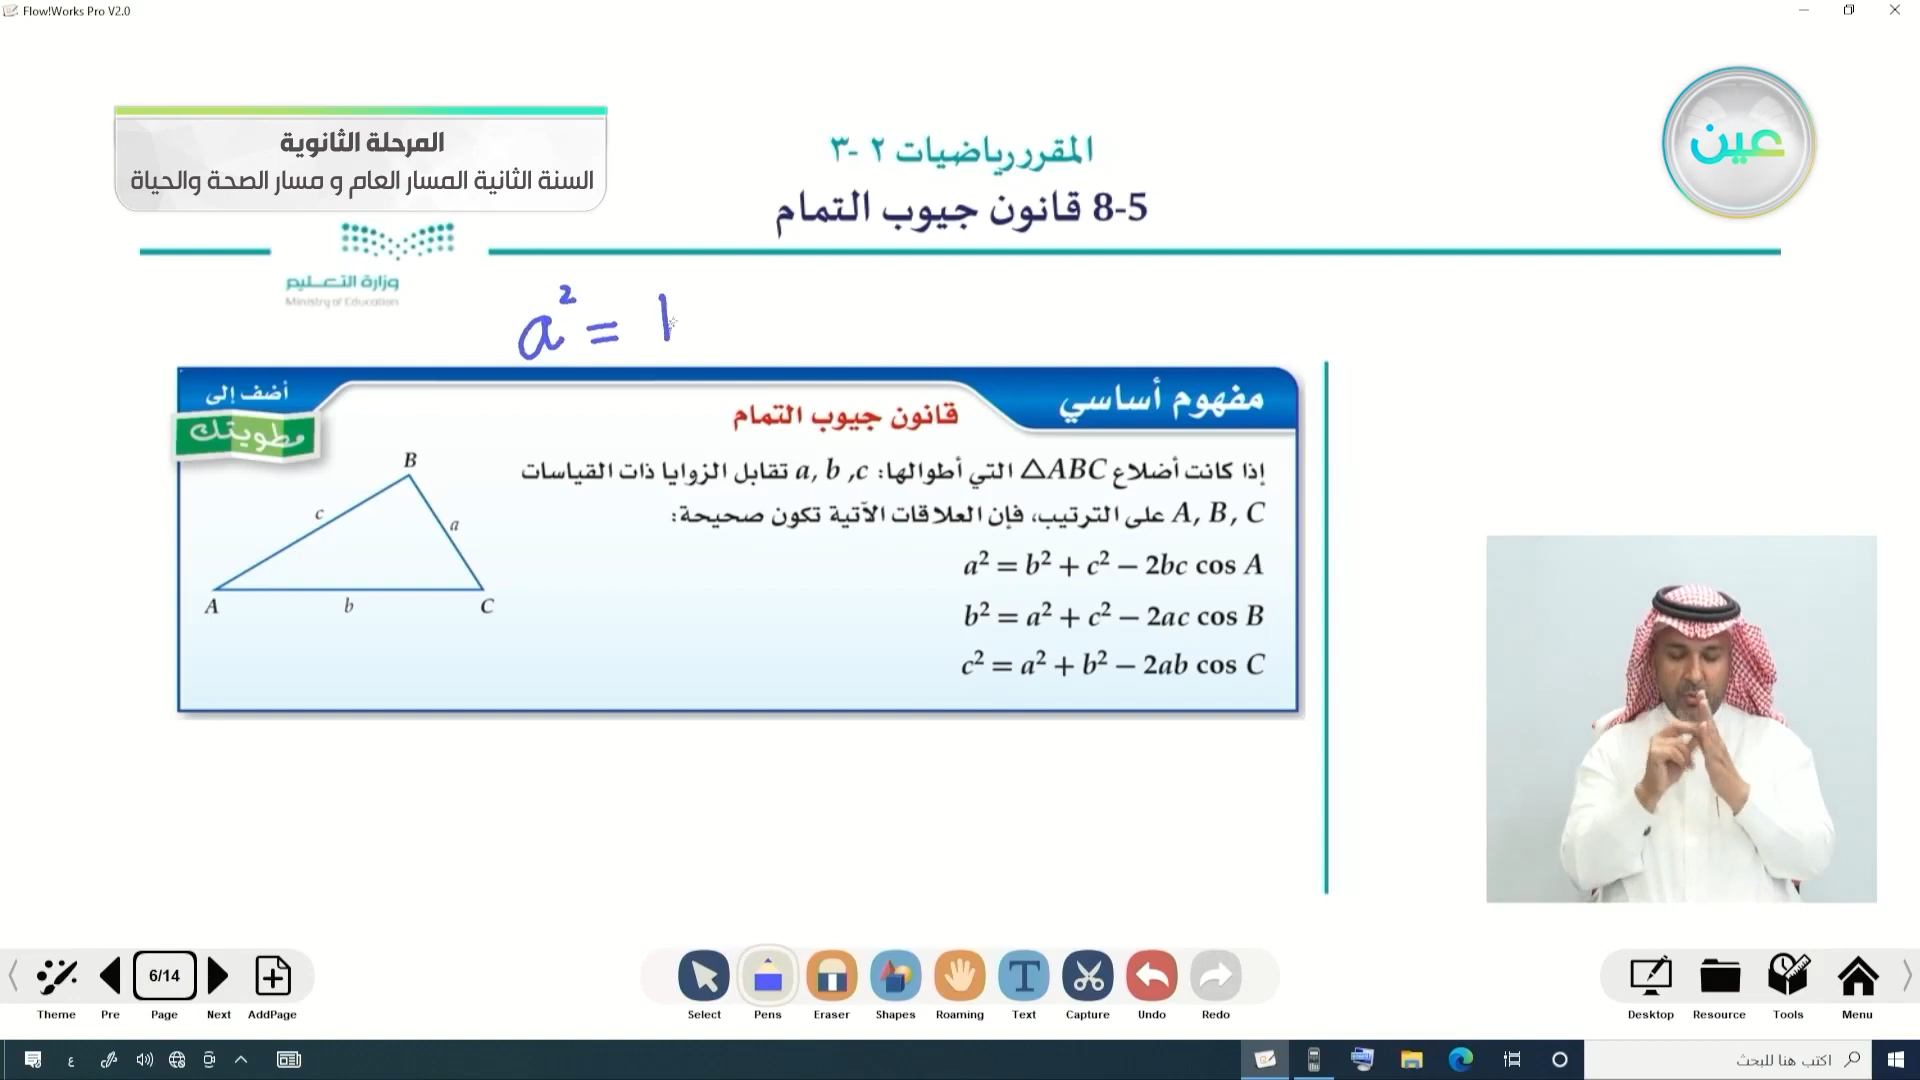 Flow!Works Pro V2.0
المرحلة الثانوية
السنة الثانية المسار العام و مسار الصحة والحياة
المقرر رياضيات ٢ -٣
8-5 قانون جيوب التمام
عين
وزارة التعليم
Ministry of Education
a² =
مفهوم أساسي
قانون جيوب التمام
أضف إلى
مطويتك
إذا كانت أضلاع △ABC التي أطوالها: a, b ,c تقابل الزوايا ذات القياسات
A, B, C على الترتيب، فإن العلاقات الآتية تكون صحيحة:
a² = b² + c² − 2bc cos A
b² = a² + c² − 2ac cos B
c² = a² + b² − 2ab cos C
B
c
a
A
b
C
6/14
Theme
Pre
Page
Next
AddPage
Select
Pens
Eraser
Shapes
Roaming
T
Text
Capture
Undo
Redo
Desktop
Resource
Tools
Menu
ع
اكتب هنا للبحث